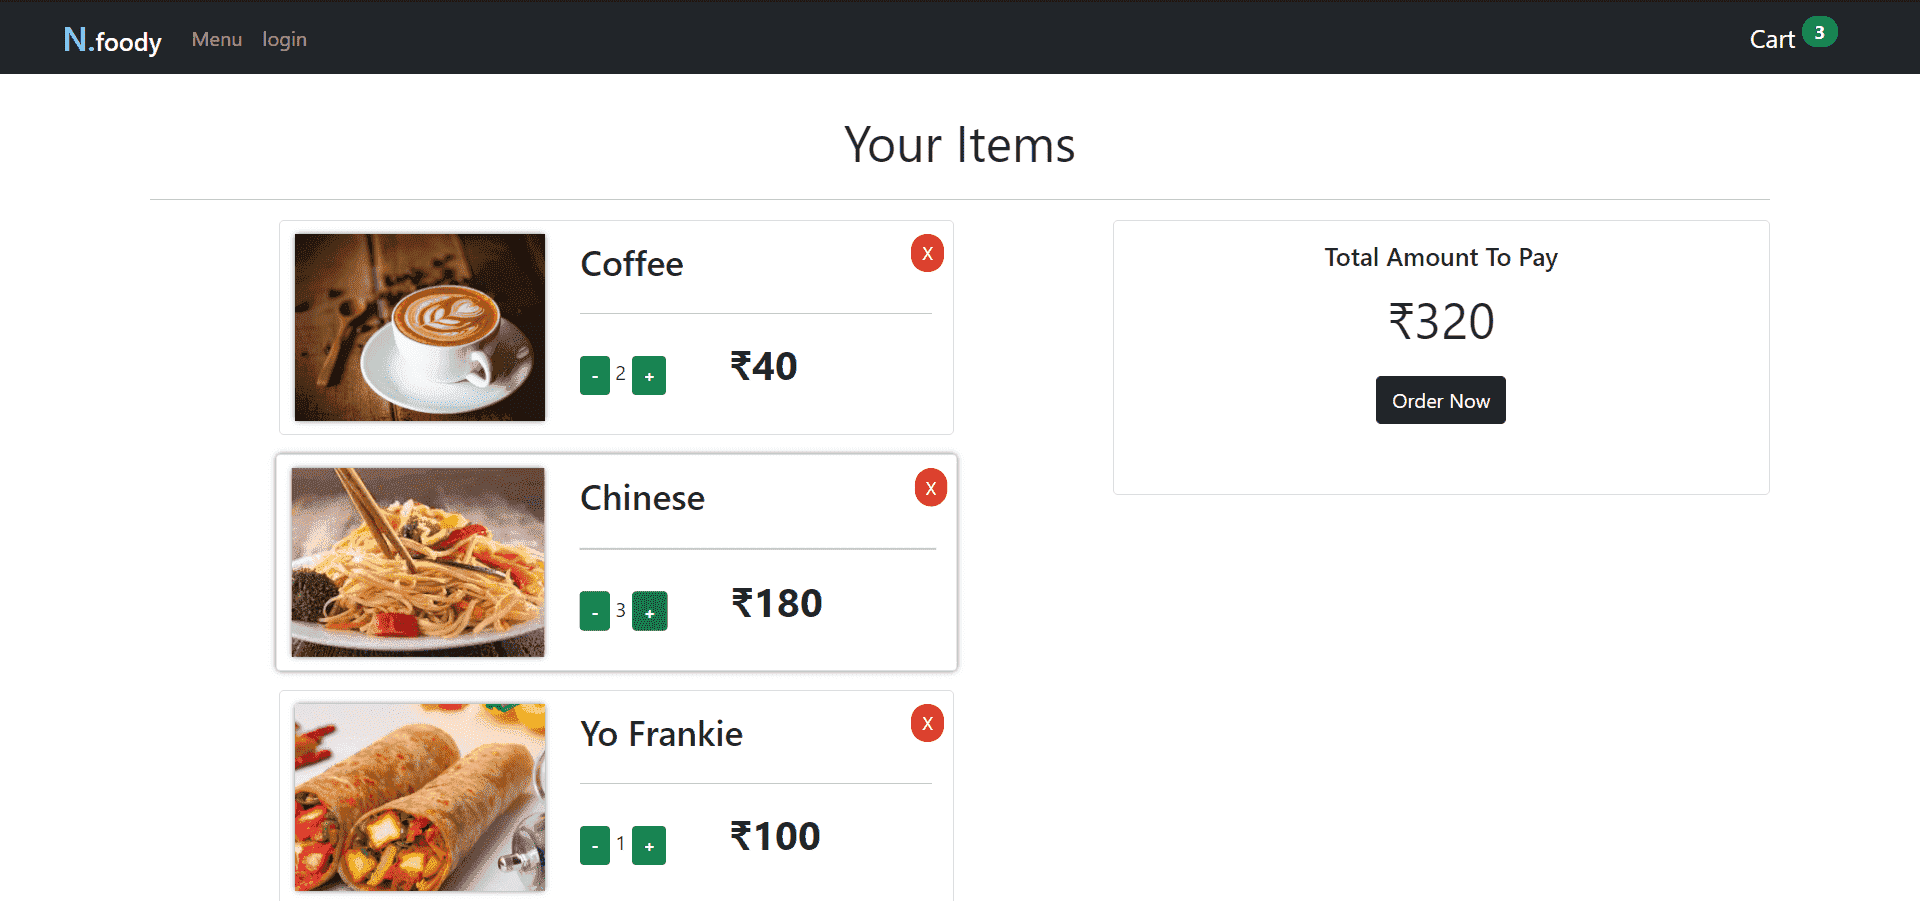 N.foody Menu login Cart 3
Your Items
Coffee X
- 2 + ₹40
Chinese X
- 3 + ₹180
Yo Frankie X
- 1 + ₹100
Total Amount To Pay
₹320
Order Now